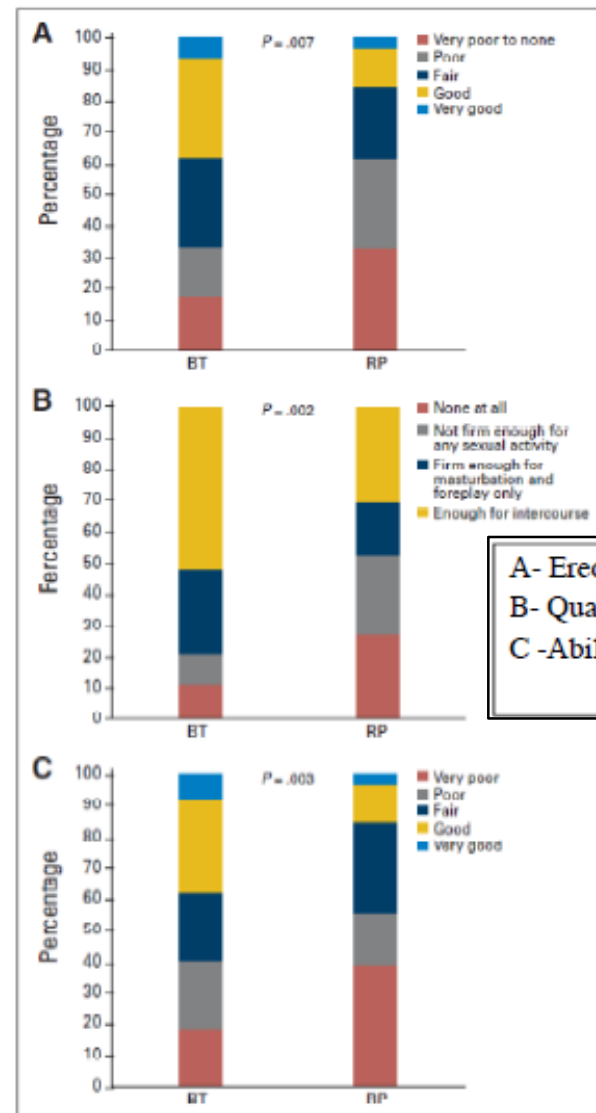 A
P = .007
Very poor to none
Poor
Fair
Good
Very good
Percentage
100
90
80
70
60
50
40
30
20
10
0
BT
RP
B
P = .002
None at all
Not firm enough for
any sexual activity
Firm enough for
masturbation and
foreplay only
Enough for intercourse
Percentage
100
90
80
70
60
50
40
30
20
10
0
BT
RP
A- Erec
B- Qua
C -Abil
C
P = .003
Very poor
Poor
Fair
Good
Very good
Percentage
100
90
80
70
60
50
40
30
20
10
0
BT
RP